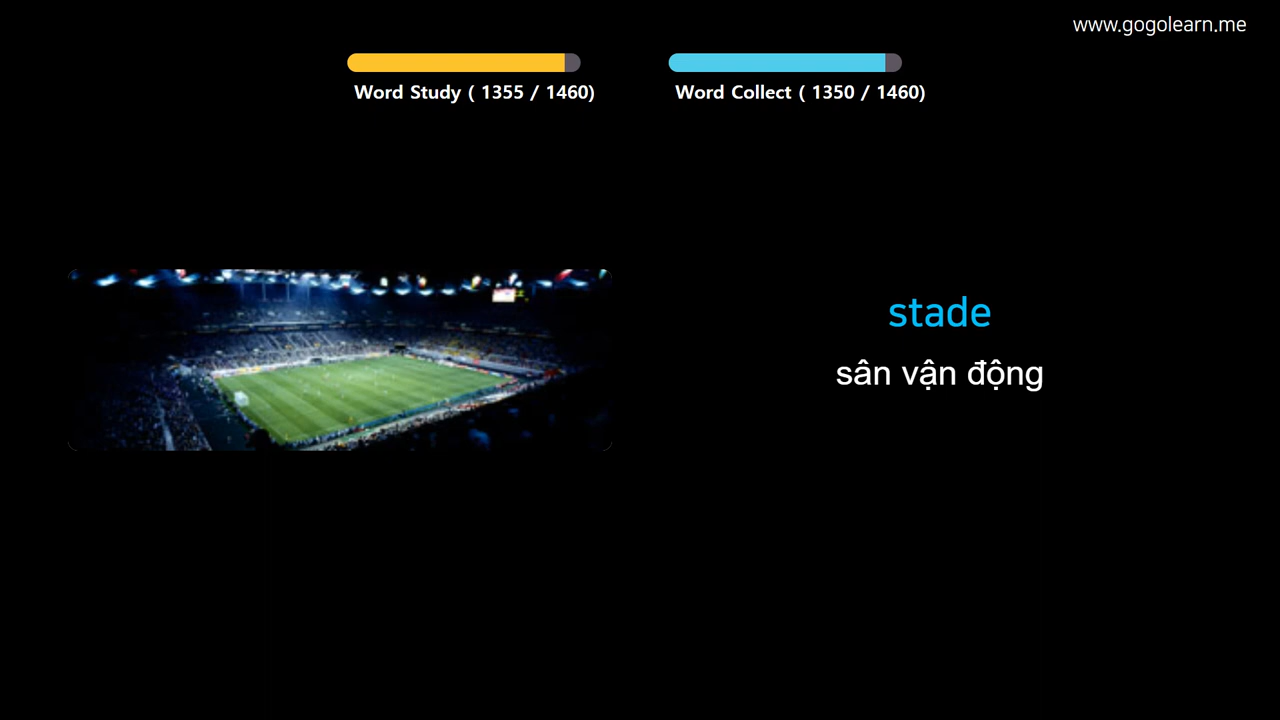 www.gogolearn.me
Word Study ( 1355 / 1460)
Word Collect ( 1350 / 1460)
stade
sân vận động